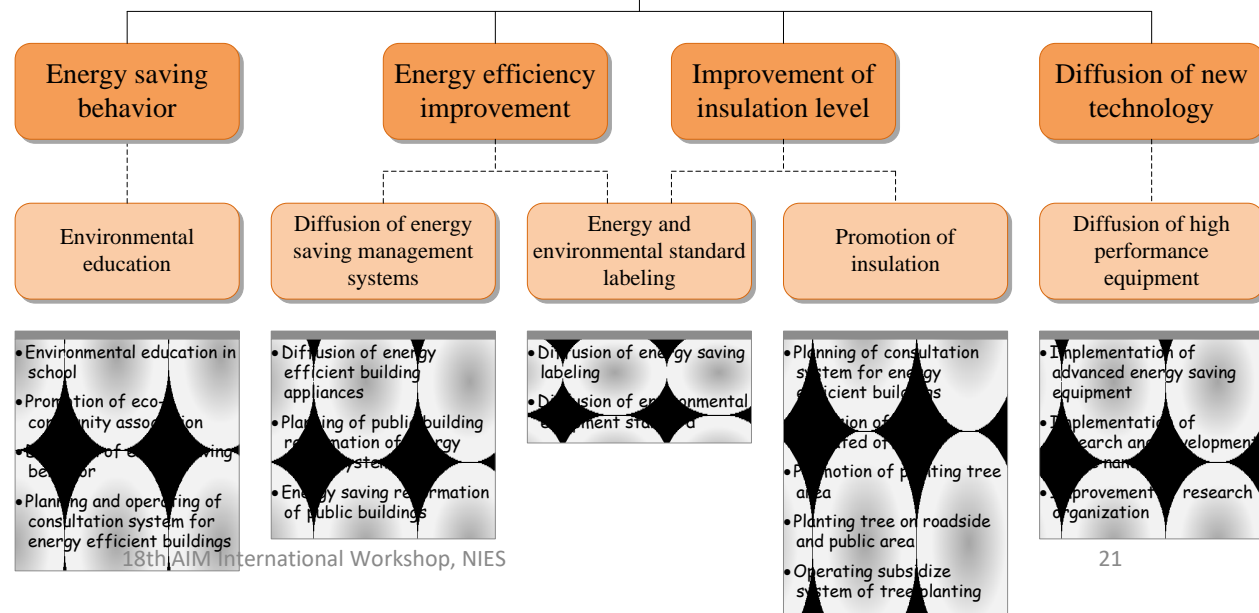 Energy saving
behavior
Energy efficiency
improvement
Improvement of
insulation level
Diffusion of new
technology
Environmental
education
Diffusion of energy
saving management
systems
Energy and
environmental standard
labeling
Promotion of
insulation
Diffusion of high
performance
equipment
•Environmental education in
school
•Promotion of eco-
community association
of
behavior
•Planning and operating of
consultation system for
energy efficient buildings
•Diffusion of energy
efficient building
appliances
•Planning of public building
of
•Energy saving reformation
of public buildings
•Diffusion of energy saving
labeling
•Diffusion of environmental
equipment standard
•Planning of consultation
system for energy
efficient buildings
of
of
•Promotion of planting tree
area
•Planting tree on roadside
and public area
•Operating subsidize
system of tree planting
•Implementation of
advanced energy saving
equipment
•Implementation of
research and development
•Improvement research
organization
18th AIM International Workshop, NIES
21